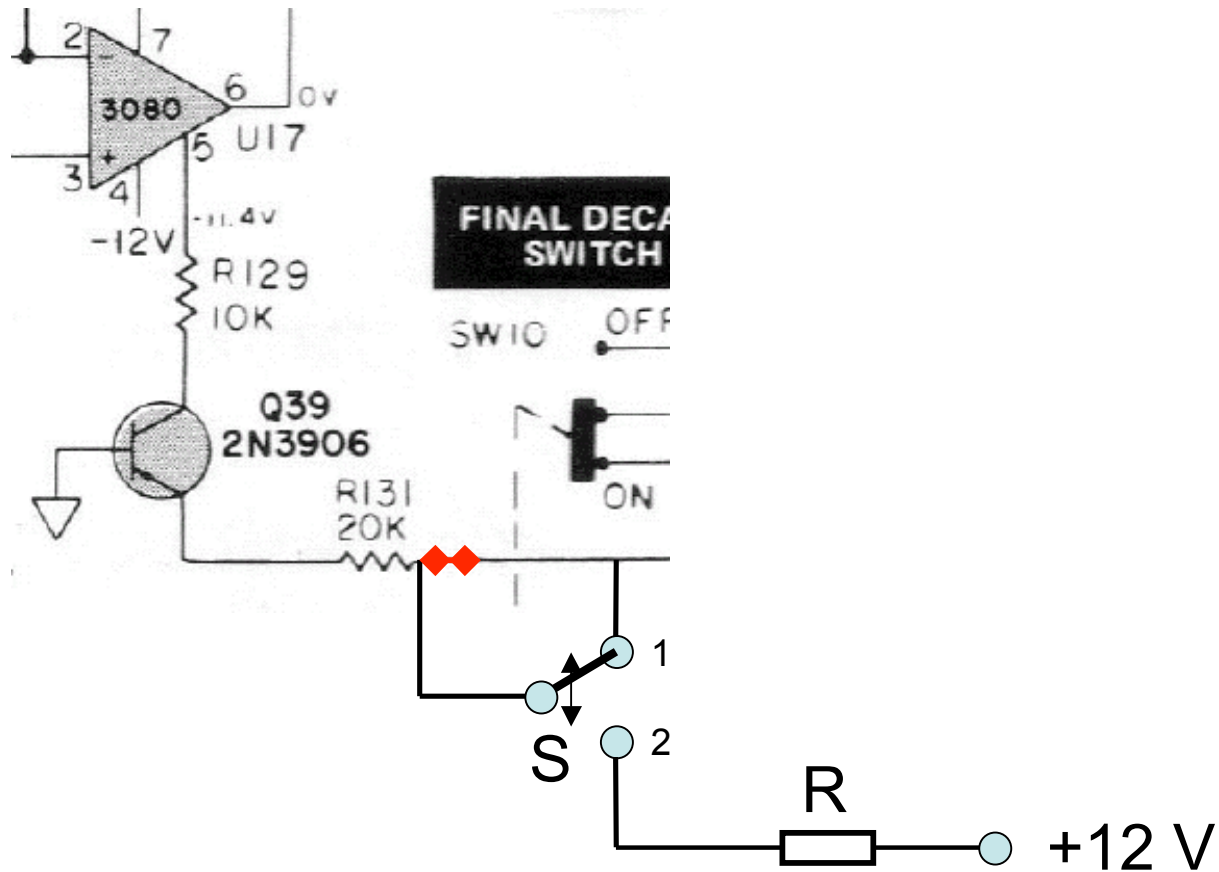 2
7
6
3080
0V
5
U17
3
4
-11.4V
-12V
R129
10K
FINAL DECA
SWITCH
SW10
OFF
Q39
2N3906
ON
R131
20K
1
S
2
R
+12 V